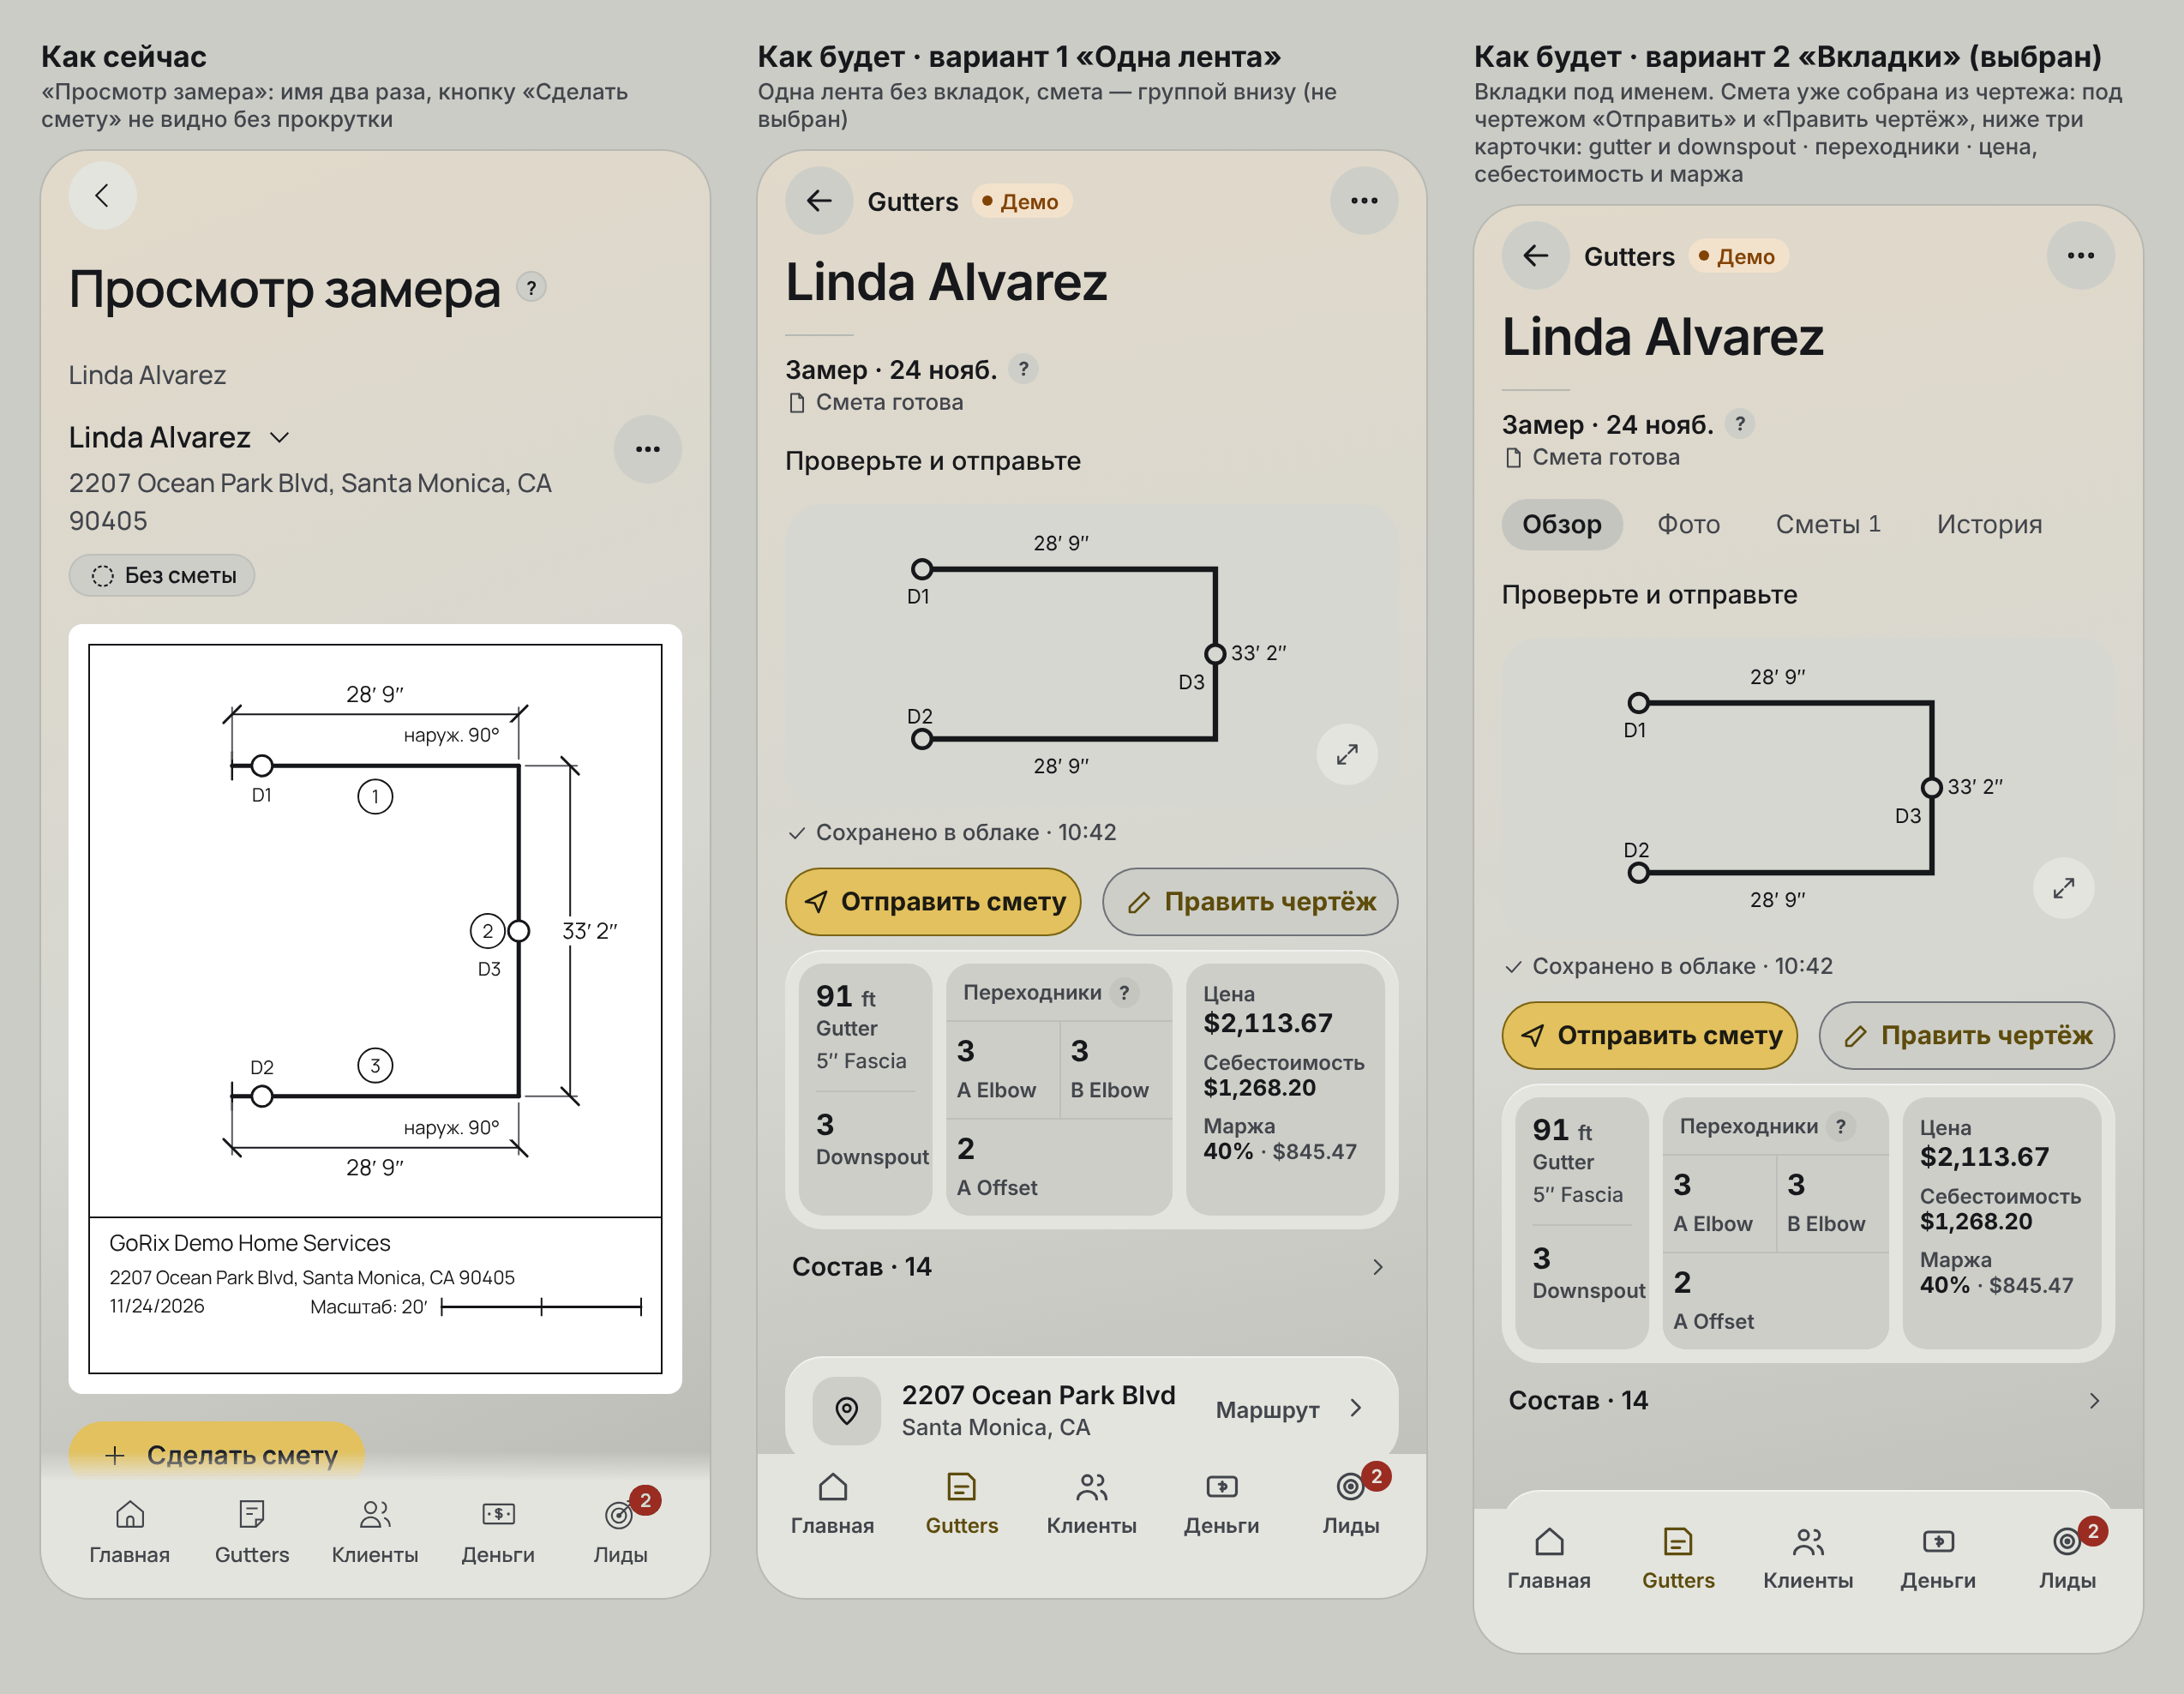 Как сейчас
«Просмотр замера»: имя два раза, кнопку «Сделать
смету» не видно без прокрутки
Просмотр замера ?
Linda Alvarez
Linda Alvarez
2207 Ocean Park Blvd, Santa Monica, CA
90405
Без сметы
28′ 9″
наруж. 90°
D1
1
2
33′ 2″
D3
D2
3
наруж. 90°
28′ 9″
GoRix Demo Home Services
2207 Ocean Park Blvd, Santa Monica, CA 90405
11/24/2026 Масштаб: 20′
Сделать смету
2
Главная Gutters Клиенты Деньги Лиды
Как будет · вариант 1 «Одна лента»
Одна лента без вкладок, смета — группой внизу (не
выбран)
Gutters Демо
Linda Alvarez
Замер · 24 нояб. ?
Смета готова
Проверьте и отправьте
28′ 9″
D1
33′ 2″
D3
D2
28′ 9″
Сохранено в облаке · 10:42
Отправить смету Править чертёж
91 ft
Gutter
5″ Fascia
3
Downspout
Переходники ?
3 3
A Elbow B Elbow
2
A Offset
Цена
$2,113.67
Себестоимость
$1,268.20
Маржа
40% · $845.47
Состав · 14
2207 Ocean Park Blvd
Santa Monica, CA
Маршрут
2
Главная Gutters Клиенты Деньги Лиды
Как будет · вариант 2 «Вкладки» (выбран)
Вкладки под именем. Смета уже собрана из чертежа: под
чертежом «Отправить» и «Править чертёж», ниже три
карточки: gutter и downspout · переходники · цена,
себестоимость и маржа
Gutters Демо
Linda Alvarez
Замер · 24 нояб. ?
Смета готова
Обзор Фото Сметы 1 История
Проверьте и отправьте
28′ 9″
D1
33′ 2″
D3
D2
28′ 9″
Сохранено в облаке · 10:42
Отправить смету Править чертёж
91 ft
Gutter
5″ Fascia
3
Downspout
Переходники ?
3 3
A Elbow B Elbow
2
A Offset
Цена
$2,113.67
Себестоимость
$1,268.20
Маржа
40% · $845.47
Состав · 14
2
Главная Gutters Клиенты Деньги Лиды